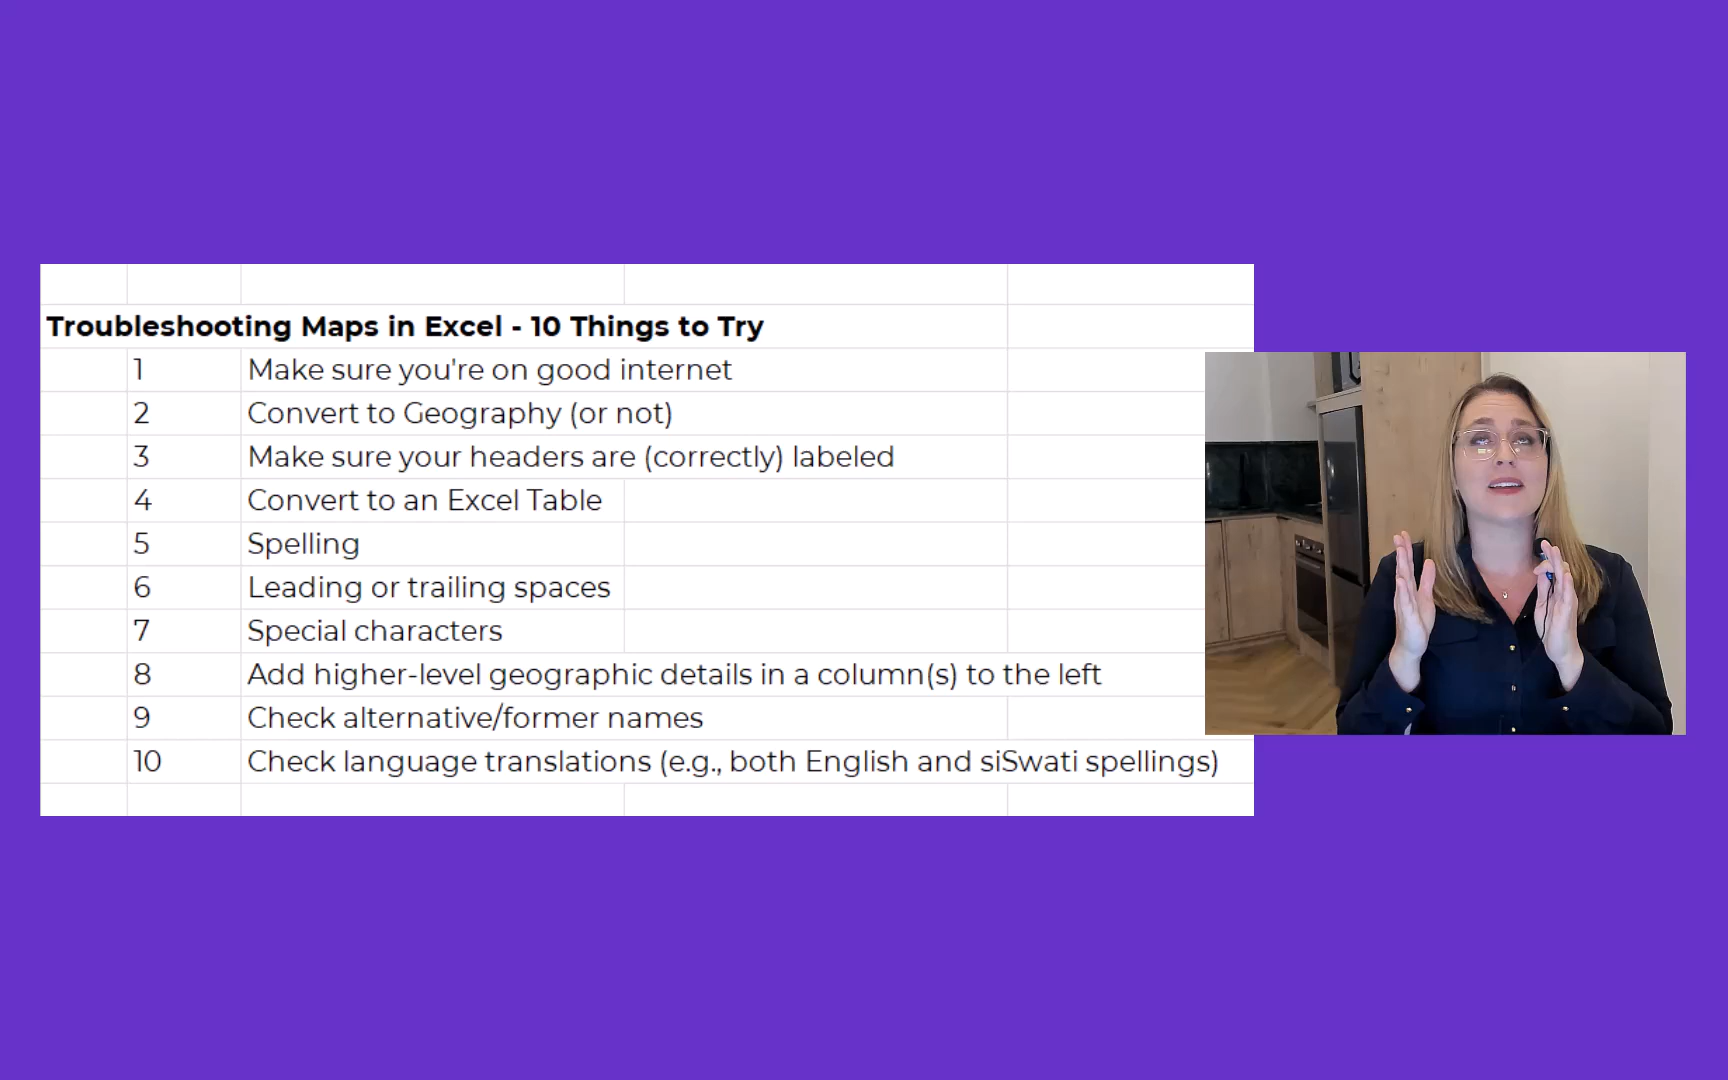 Troubleshooting Maps in Excel - 10 Things to Try
1 Make sure you're on good internet
2 Convert to Geography (or not)
3 Make sure your headers are (correctly) labeled
4 Convert to an Excel Table
5 Spelling
6 Leading or trailing spaces
7 Special characters
8 Add higher-level geographic details in a column(s) to the left
9 Check alternative/former names
10 Check language translations (e.g., both English and siSwati spellings)